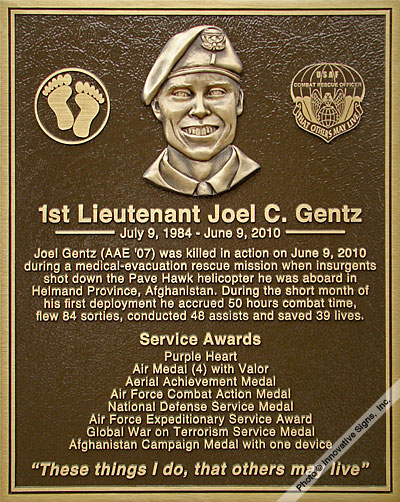 USAF
COMBAT RESCUE OFFICER
THAT OTHERS MAY LIVE
1st Lieutenant Joel C. Gentz
July 9, 1984 - June 9, 2010
Joel Gentz (AAE '07) was killed in action on June 9, 2010
during a medical-evacuation rescue mission when insurgents
shot down the Pave Hawk helicopter he was aboard in
Helmand Province, Afghanistan. During the short month of
his first deployment he accrued 50 hours combat time,
flew 84 sorties, conducted 48 assists and saved 39 lives.
Service Awards
Purple Heart
Air Medal (4) with Valor
Aerial Achievement Medal
Air Force Combat Action Medal
National Defense Service Medal
Air Force Expeditionary Service Award
Global War on Terrorism Service Medal
Afghanistan Campaign Medal with one device
"These things I do, that others may live"
Photo © Innovative Signs, Inc.